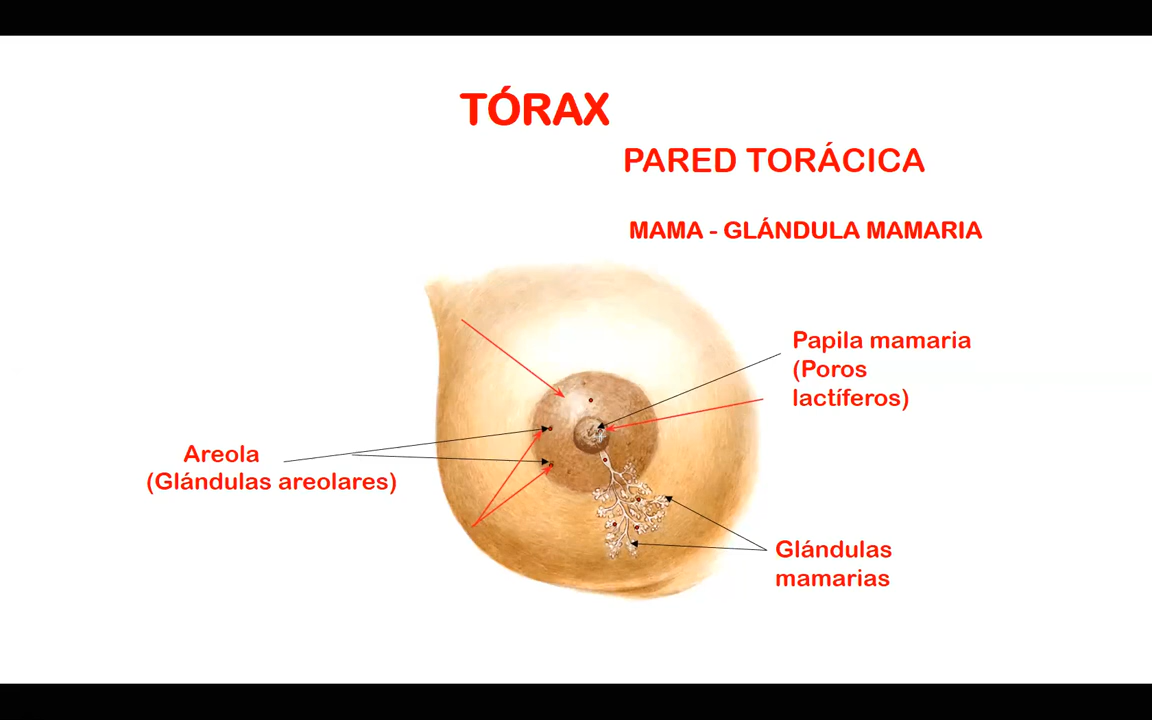 TÓRAX
PARED TORÁCICA
MAMA - GLÁNDULA MAMARIA
Papila mamaria
(Poros
lactíferos)
Areola
(Glándulas areolares)
Glándulas
mamarias